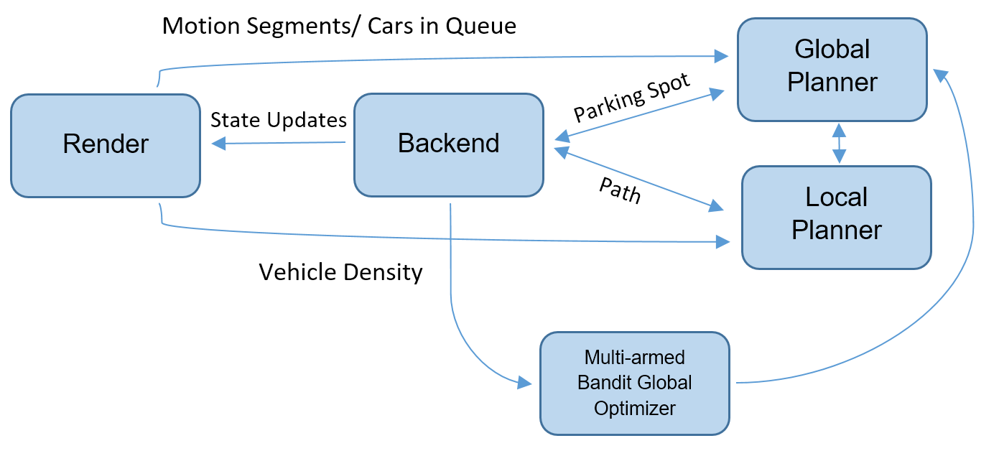 Motion Segments/ Cars in Queue
Global
Planner
Parking Spot
State Updates
Render
Backend
Path
Local
Planner
Vehicle Density
Multi-armed
Bandit Global
Optimizer